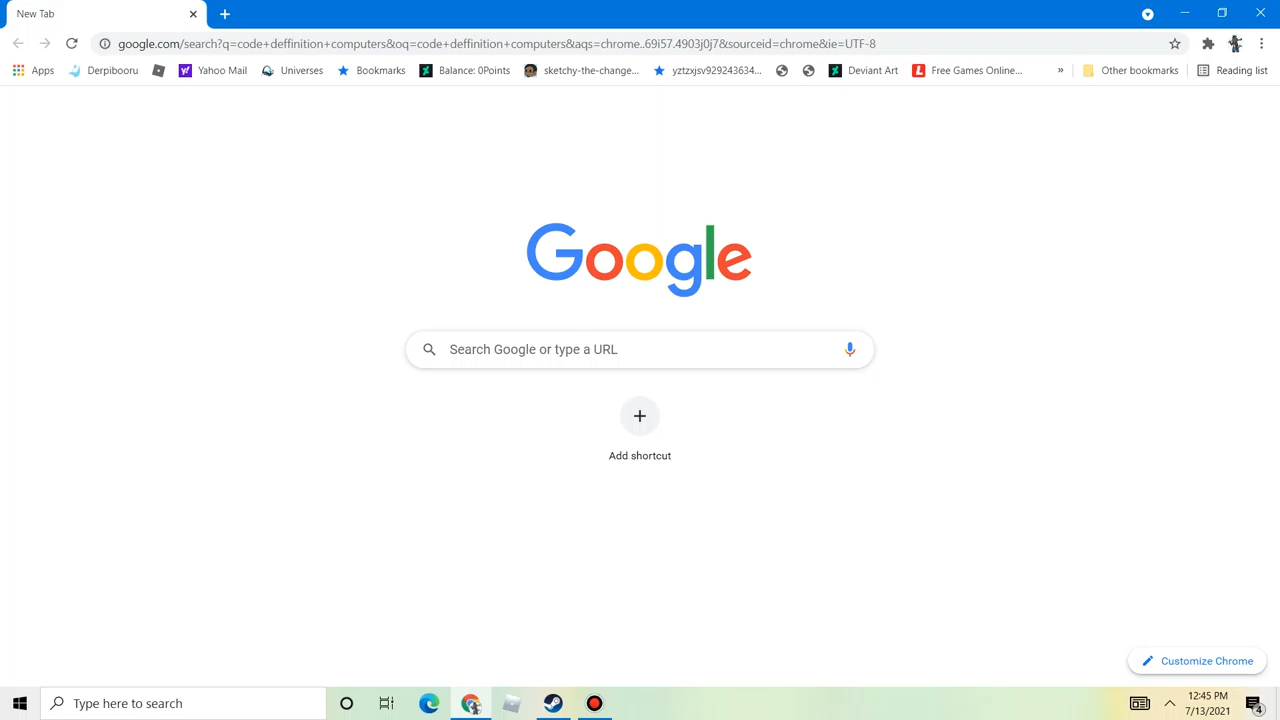 New Tab
google.com/search?q=code+deffinition+computers&oq=code+deffinition+computers&aqs=chrome..69i57.4903j0j7&sourceid=chrome&ie=UTF-8
Apps Derpibooru Yahoo Mail Universes Bookmarks Balance: 0Points sketchy-the-change... yztzxjsv929243634... Deviant Art Free Games Online... » Other bookmarks Reading list
Google
Search Google or type a URL
Add shortcut
Customize Chrome
Type here to search
12:45 PM
7/13/2021
4